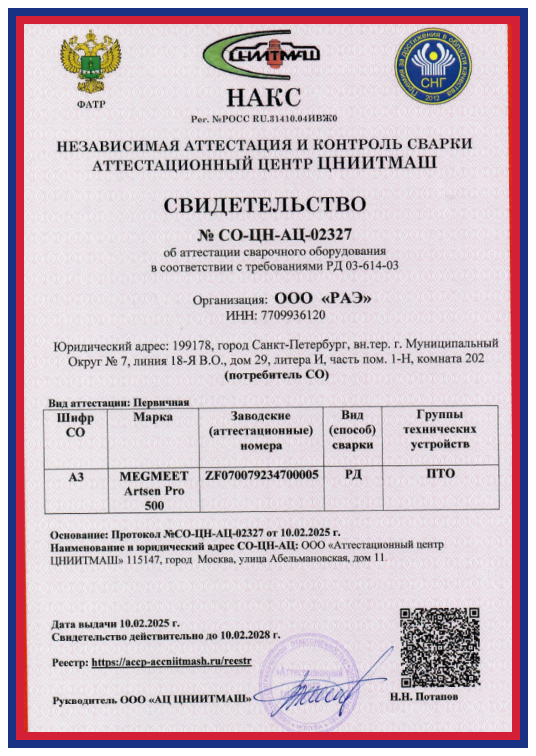 ЦНИИТМАШ
ФАТР
НАКС
СНГ
2012
Рег. №РОСС RU.31410.04ИВЖ0
НЕЗАВИСИМАЯ АТТЕСТАЦИЯ И КОНТРОЛЬ СВАРКИ
АТТЕСТАЦИОННЫЙ ЦЕНТР ЦНИИТМАШ
СВИДЕТЕЛЬСТВО
№ СО-ЦН-АЦ-02327
об аттестации сварочного оборудования
в соответствии с требованиями РД 03-614-03
Организация: ООО «РАЭ»
ИНН: 7709936120
Юридический адрес: 199178, город Санкт-Петербург, вн.тер. г. Муниципальный
Округ № 7, линия 18-Я В.О., дом 29, литера И, часть пом. 1-Н, комната 202
(потребитель СО)
Вид аттестации: Первичная
Шифр СО Марка Заводские (аттестационные) номера Вид (способ) сварки Группы технических устройств
А3 MEGMEET Artsen Pro 500 ZF070079234700005 РД ПТО
Основание: Протокол №СО-ЦН-АЦ-02327 от 10.02.2025 г.
Наименование и юридический адрес СО-ЦН-АЦ: ООО «Аттестационный центр
ЦНИИТМАШ» 115147, город Москва, улица Абельмановская, дом 11.
Дата выдачи 10.02.2025 г.
Свидетельство действительно до 10.02.2028 г.
Реестр: https://accp-accniitmash.ru/reestr
Руководитель ООО «АЦ ЦНИИТМАШ»
Н.Н. Потапов